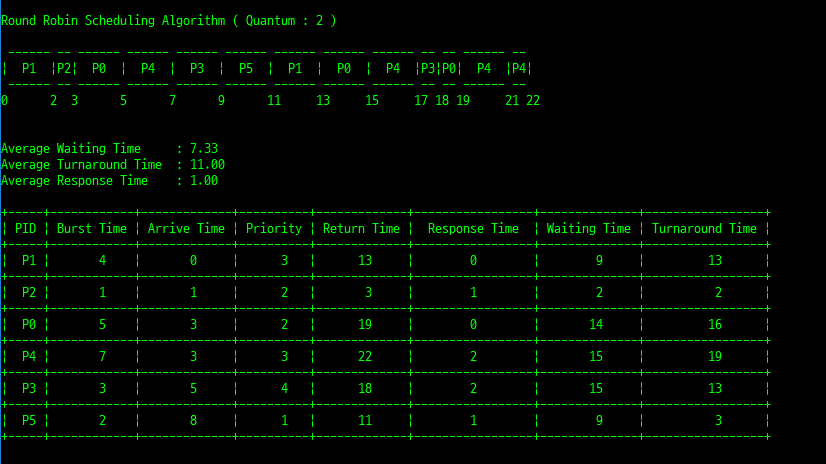 Round Robin Scheduling Algorithm ( Quantum : 2 )
 ------ -- ------ ------ ------ ------ ------ ------ ------ -- -- ------ --
¦  P1  ¦P2¦  P0  ¦  P4  ¦  P3  ¦  P5  ¦  P1  ¦  P0  ¦  P4  ¦P3¦P0¦  P4  ¦P4¦
 ------ -- ------ ------ ------ ------ ------ ------ ------ -- -- ------ --
0      2  3      5      7      9      11     13     15     17 18 19     21 22
Average Waiting Time     : 7.33
Average Turnaround Time  : 11.00
Average Response Time    : 1.00
+-----+------------+-------------+----------+-------------+-----------------+--------------+-----------------+
¦ PID ¦ Burst Time ¦ Arrive Time ¦ Priority ¦ Return Time ¦  Response Time  ¦ Waiting Time ¦ Turnaround Time ¦
+-----+------------+-------------+----------+-------------+-----------------+--------------+-----------------+
¦  P1 ¦      4     ¦      0      ¦     3    ¦      13     ¦        0        ¦       9      ¦        13       ¦
+-----+------------+-------------+----------+-------------+-----------------+--------------+-----------------+
¦  P2 ¦      1     ¦      1      ¦     2    ¦       3     ¦        1        ¦       2      ¦         2       ¦
+-----+------------+-------------+----------+-------------+-----------------+--------------+-----------------+
¦  P0 ¦      5     ¦      3      ¦     2    ¦      19     ¦        0        ¦      14      ¦        16       ¦
+-----+------------+-------------+----------+-------------+-----------------+--------------+-----------------+
¦  P4 ¦      7     ¦      3      ¦     3    ¦      22     ¦        2        ¦      15      ¦        19       ¦
+-----+------------+-------------+----------+-------------+-----------------+--------------+-----------------+
¦  P3 ¦      3     ¦      5      ¦     4    ¦      18     ¦        2        ¦      15      ¦        13       ¦
+-----+------------+-------------+----------+-------------+-----------------+--------------+-----------------+
¦  P5 ¦      2     ¦      8      ¦     1    ¦      11     ¦        1        ¦       9      ¦         3       ¦
+-----+------------+-------------+----------+-------------+-----------------+--------------+-----------------+